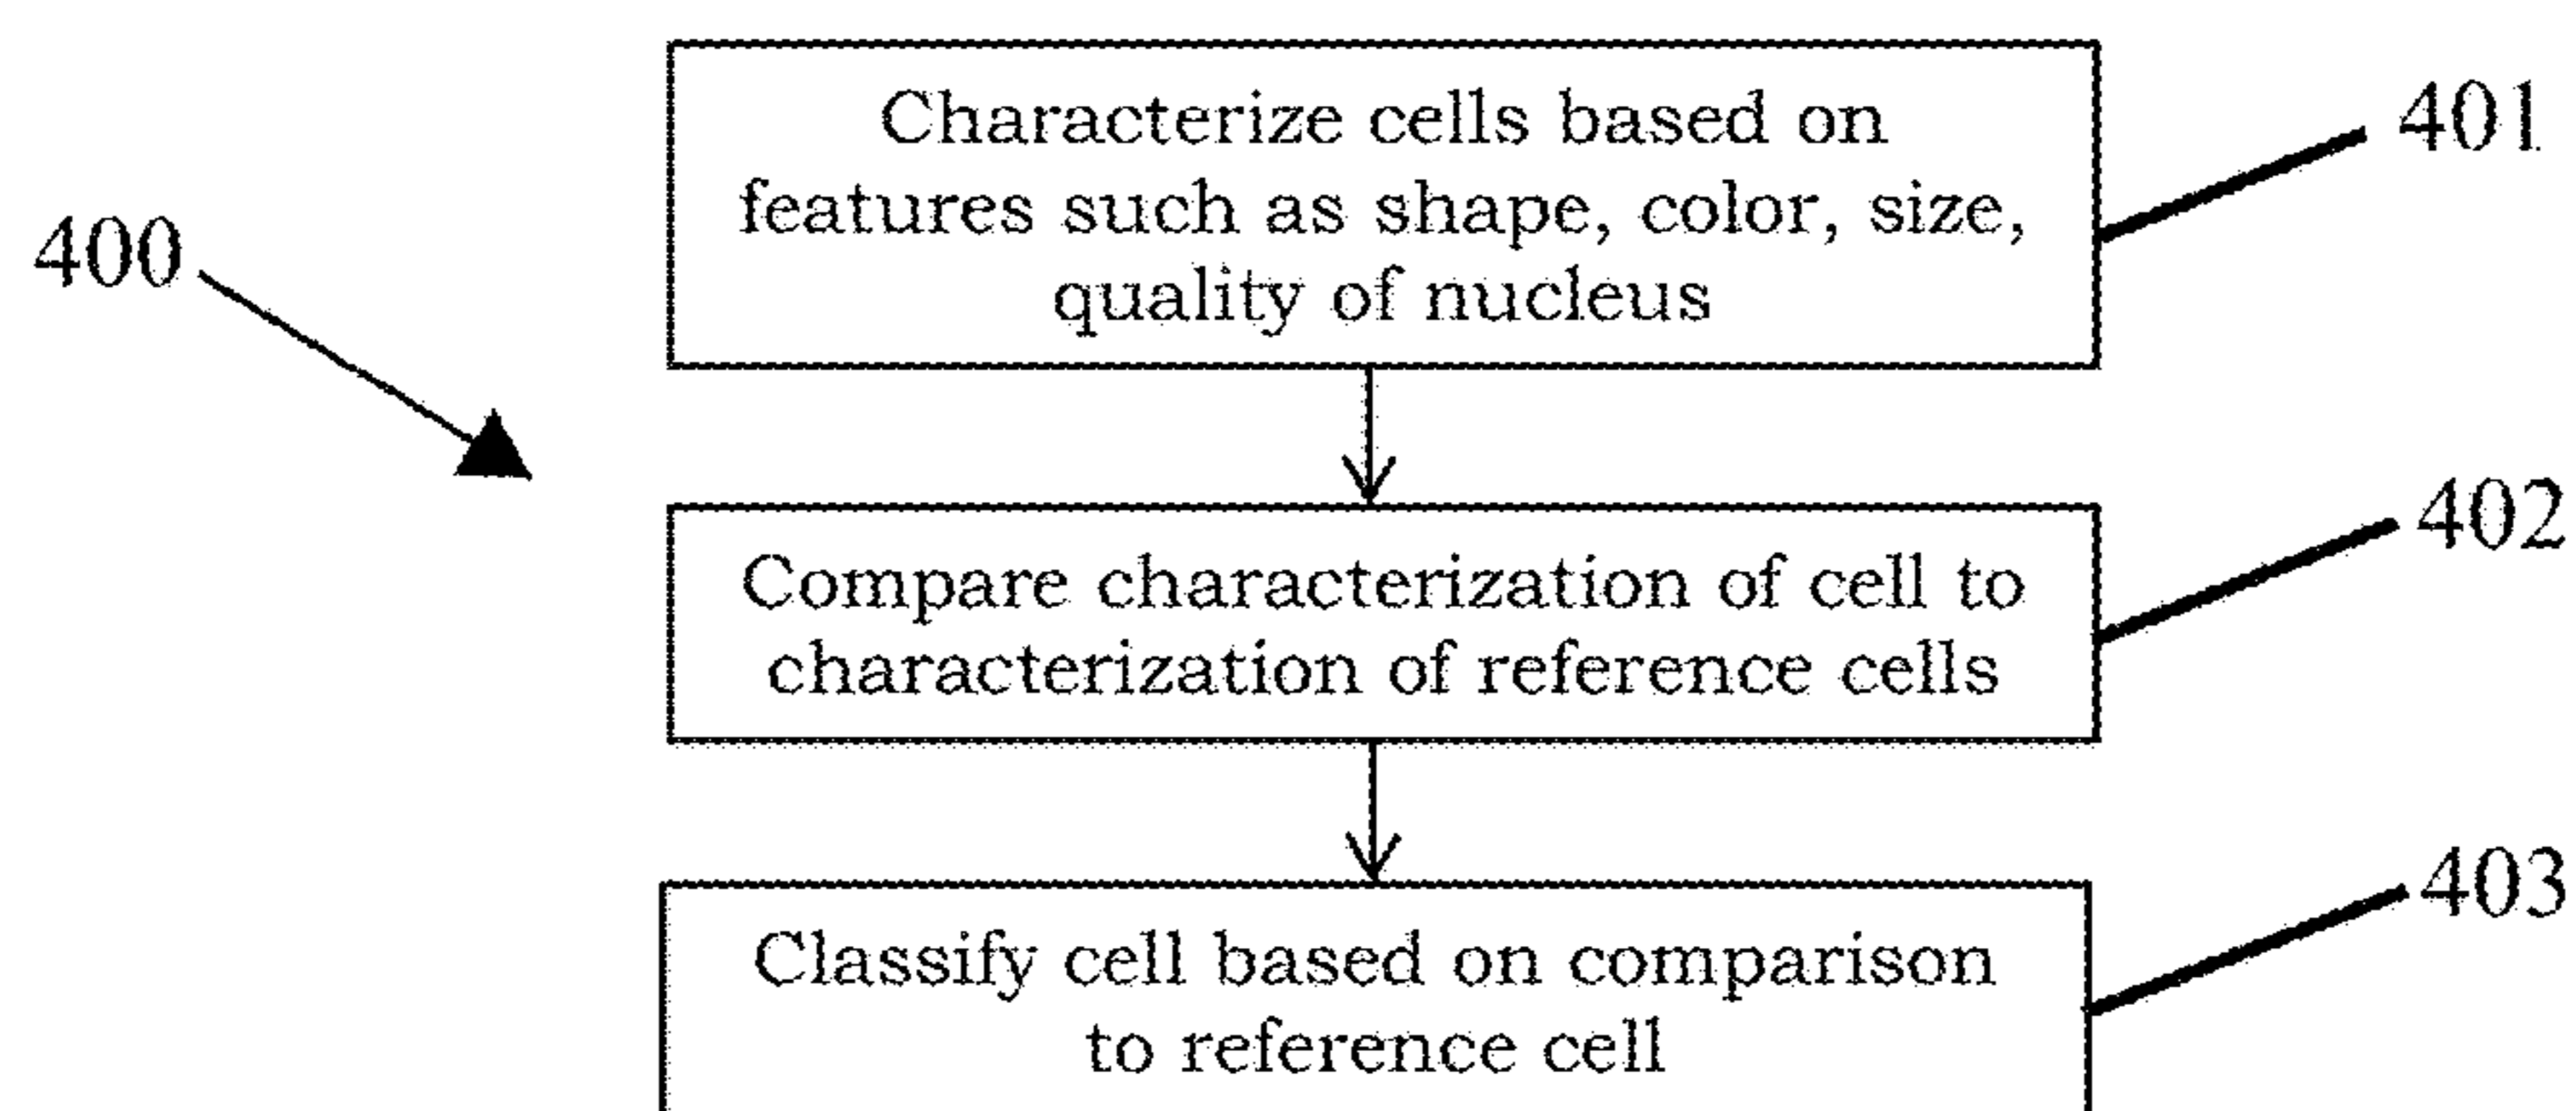 Characterize cells based on
features such as shape, color, size,
quality of nucleus
401
400
Compare characterization of cell to
characterization of reference cells
402
Classify cell based on comparison
to reference cell
403